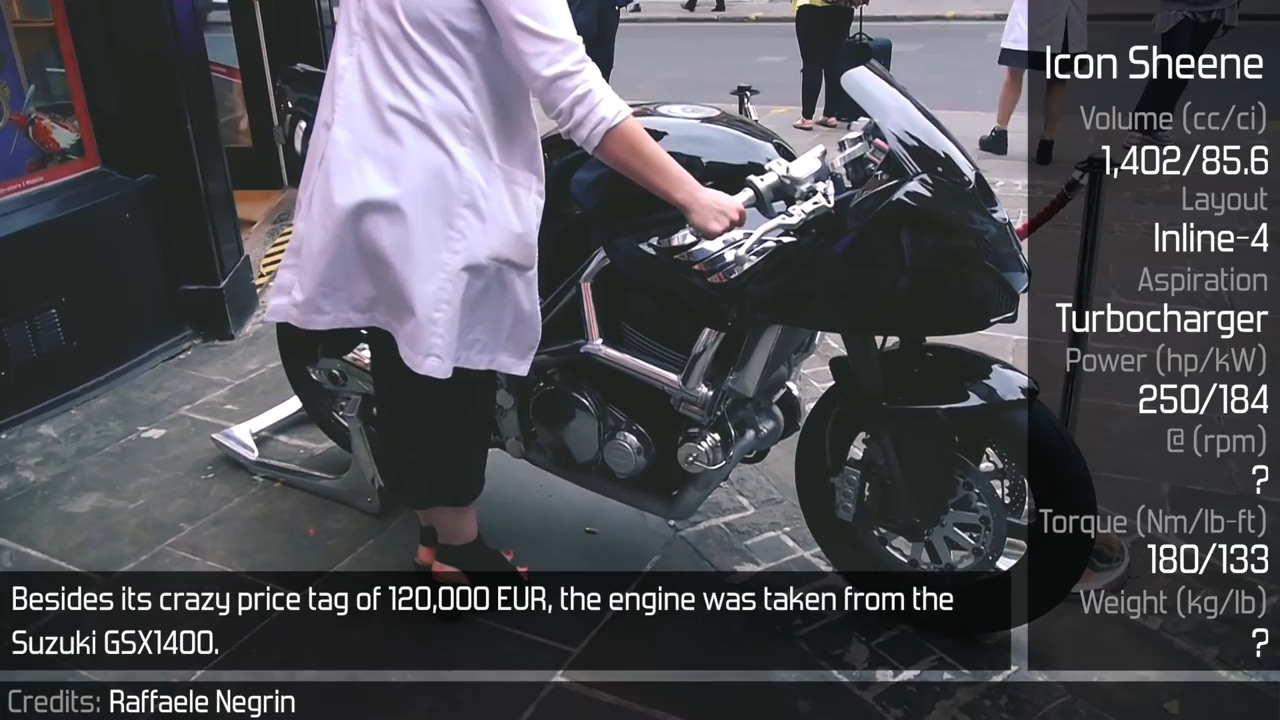 Icon Sheene
Volume (cc/ci)
1,402/85.6
Layout
Inline-4
Aspiration
Turbocharger
Power (hp/kW)
250/184
@ (rpm)
?
Torque (Nm/lb-ft)
180/133
Weight (kg/lb)
?
Besides its crazy price tag of 120,000 EUR, the engine was taken from the
Suzuki GSX1400.
Credits: Raffaele Negrin